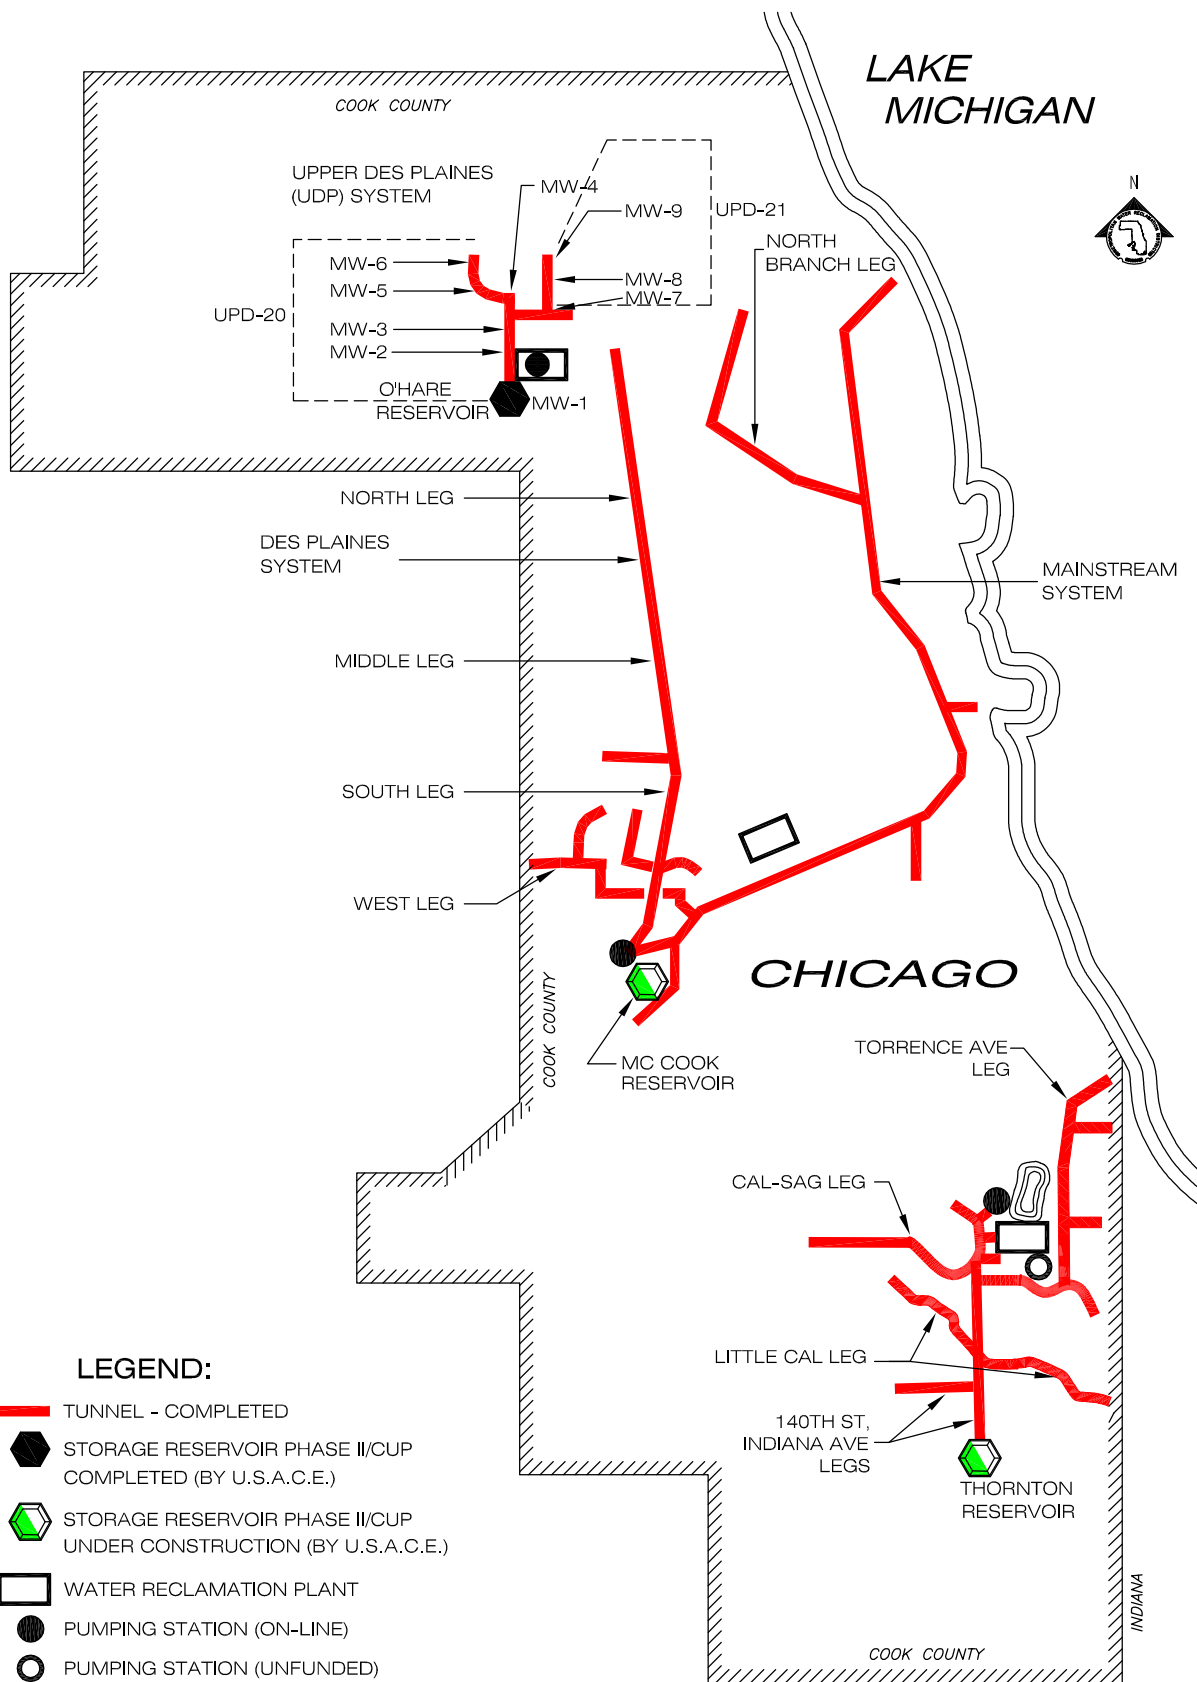 LAKE
MICHIGAN
COOK COUNTY
N
UPPER DES PLAINES
(UDP) SYSTEM
MW-4
MW-9
UPD-21
NORTH
BRANCH LEG
MW-6
MW-8
MW-5
MW-7
UPD-20
MW-3
MW-2
O'HARE
RESERVOIR
MW-1
NORTH LEG
DES PLAINES
SYSTEM
MAINSTREAM
SYSTEM
MIDDLE LEG
SOUTH LEG
WEST LEG
CHICAGO
COOK COUNTY
MC COOK
RESERVOIR
TORRENCE AVE
LEG
CAL-SAG LEG
LITTLE CAL LEG
140TH ST,
INDIANA AVE
LEGS
THORNTON
RESERVOIR
INDIANA
COOK COUNTY
LEGEND:
TUNNEL - COMPLETED
STORAGE RESERVOIR PHASE II/CUP
COMPLETED (BY U.S.A.C.E.)
STORAGE RESERVOIR PHASE II/CUP
UNDER CONSTRUCTION (BY U.S.A.C.E.)
WATER RECLAMATION PLANT
PUMPING STATION (ON-LINE)
PUMPING STATION (UNFUNDED)